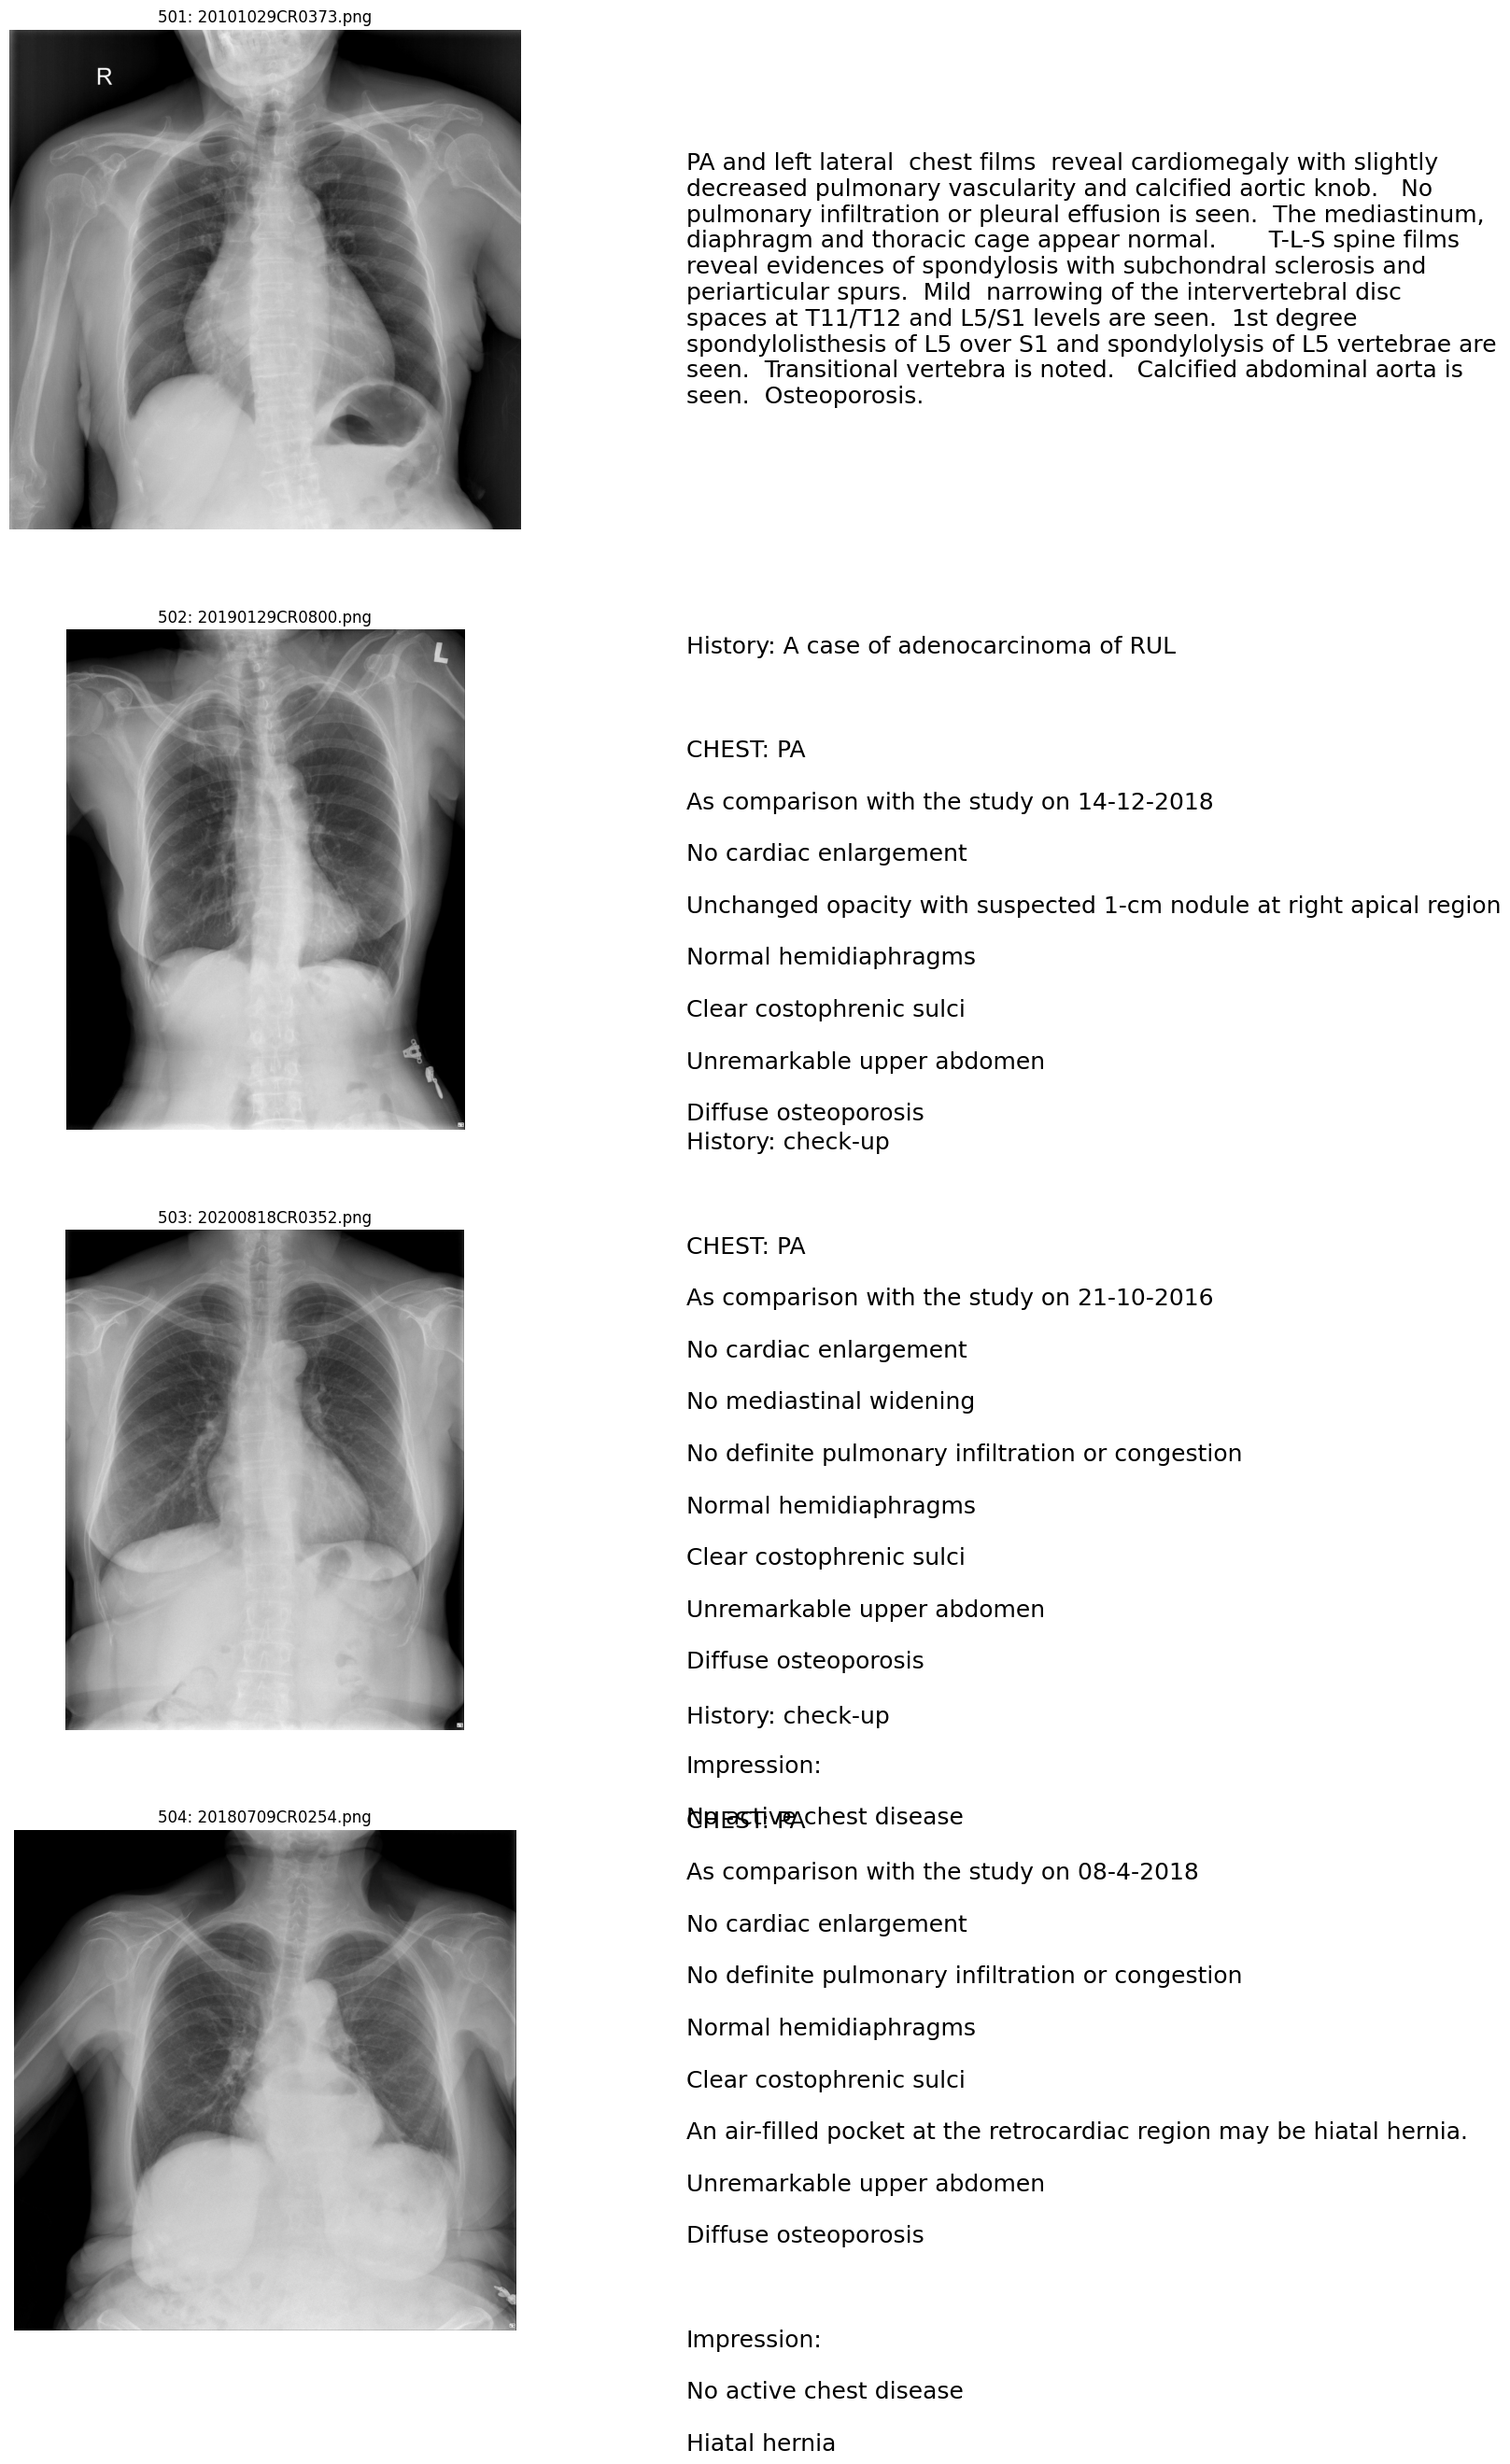 501: 20101029CR0373.png
R
PA and left lateral  chest films  reveal cardiomegaly with slightly
decreased pulmonary vascularity and calcified aortic knob.   No
pulmonary infiltration or pleural effusion is seen.  The mediastinum,
diaphragm and thoracic cage appear normal.       T-L-S spine films
reveal evidences of spondylosis with subchondral sclerosis and
periarticular spurs.  Mild  narrowing of the intervertebral disc
spaces at T11/T12 and L5/S1 levels are seen.  1st degree
spondylolisthesis of L5 over S1 and spondylolysis of L5 vertebrae are
seen.  Transitional vertebra is noted.   Calcified abdominal aorta is
seen.  Osteoporosis.
502: 20190129CR0800.png
L
History: A case of adenocarcinoma of RUL
CHEST: PA
As comparison with the study on 14-12-2018
No cardiac enlargement
Unchanged opacity with suspected 1-cm nodule at right apical region
Normal hemidiaphragms
Clear costophrenic sulci
Unremarkable upper abdomen
Diffuse osteoporosis
503: 20200818CR0352.png
History: check-up
CHEST: PA
As comparison with the study on 21-10-2016
No cardiac enlargement
No mediastinal widening
No definite pulmonary infiltration or congestion
Normal hemidiaphragms
Clear costophrenic sulci
Unremarkable upper abdomen
Diffuse osteoporosis
Impression:
No active chest disease
504: 20180709CR0254.png
History: check-up
CHEST: PA
As comparison with the study on 08-4-2018
No cardiac enlargement
No definite pulmonary infiltration or congestion
Normal hemidiaphragms
Clear costophrenic sulci
An air-filled pocket at the retrocardiac region may be hiatal hernia.
Unremarkable upper abdomen
Diffuse osteoporosis
Impression:
No active chest disease
Hiatal hernia